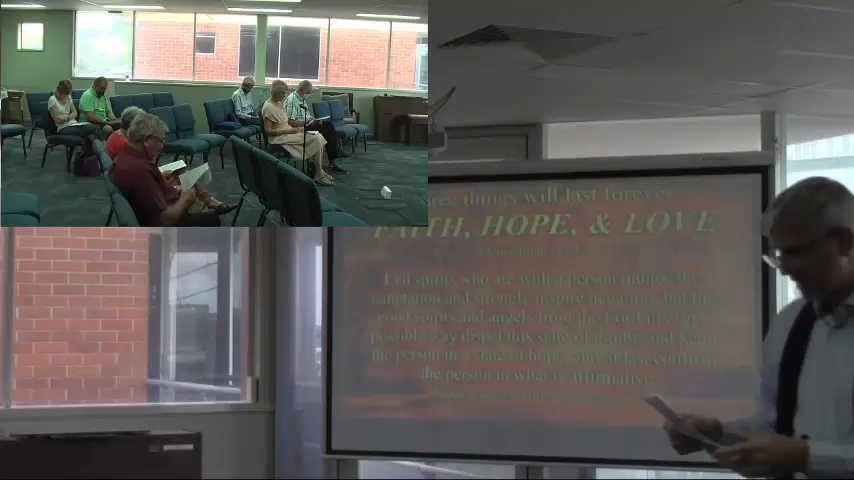 three things will last forever
FAITH, HOPE, & LOVE
Evil spirits who are with a person induce the
temptation and strongly inspire negation, but the
good spirits and angels from the Lord in every
possible way dispel this state of doubt, and keep
the person in a state of hope, and at last confirm
the person in what is affirmative.